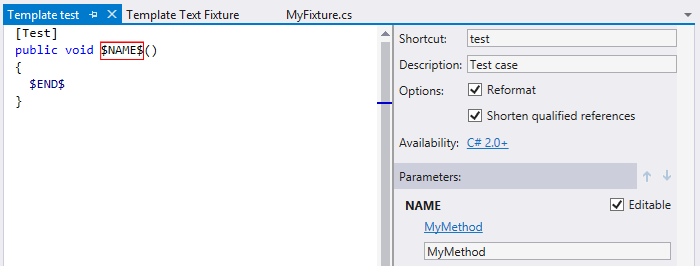 Template test
Template Text Fixture
MyFixture.cs
[Test]
public void $NAME$()
{
$END$
}
Shortcut: test
Description: Test case
Options: Reformat
Shorten qualified references
Availability: C# 2.0+
Parameters:
NAME Editable
MyMethod
MyMethod